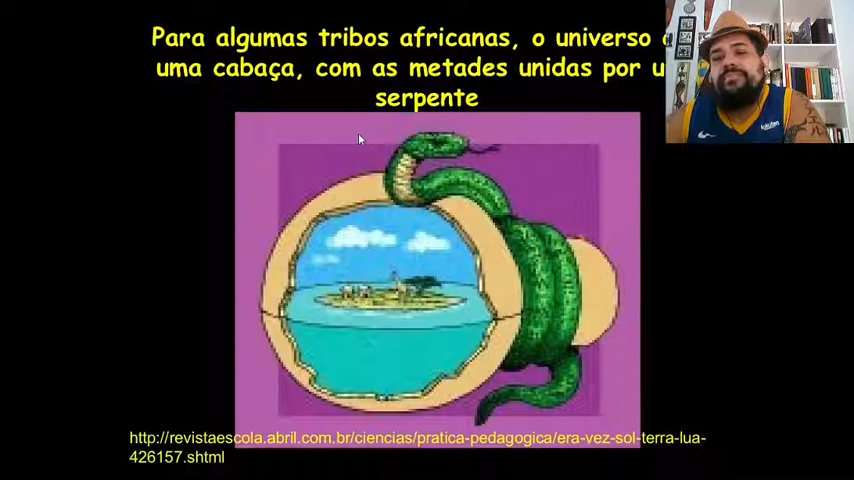 Para algumas tribos africanas, o universo
uma cabaça, com as metades unidas por
serpente
http://revistaescola.abril.com.br/ciencias/pratica-pedagogica/era-vez-sol-terra-lua-
426157.shtml